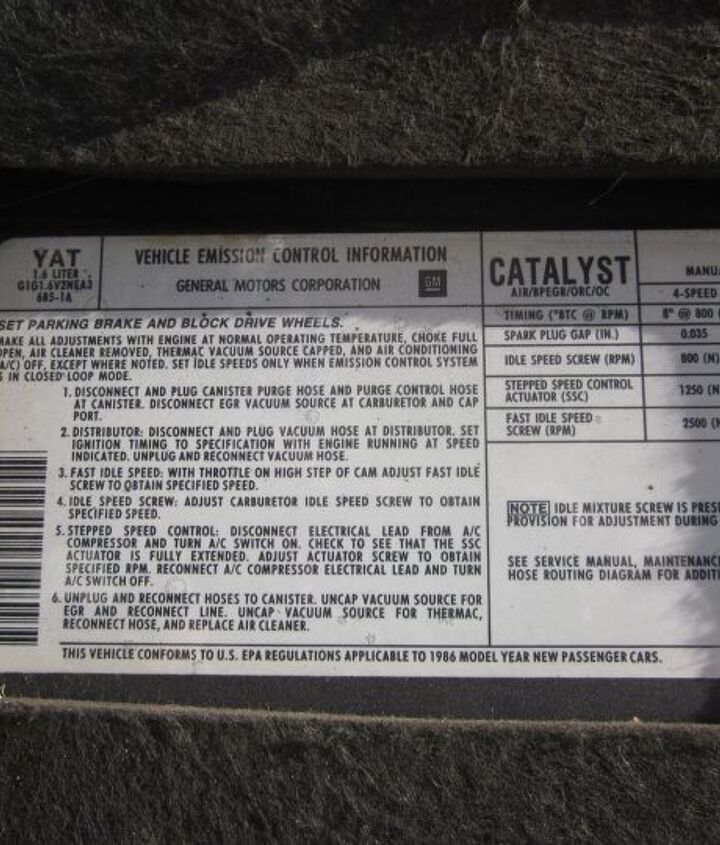 YAT
1.6 LITER
G1G1.6V2NEA3
6B5-1A
VEHICLE EMISSION CONTROL INFORMATION
GENERAL MOTORS CORPORATION
GM
CATALYST
AIR/BPEGR/ORC/OC
MANU
4-SPEED
TIMING (°BTC @ RPM) 8° @ 800
SPARK PLUG GAP (IN.) 0.035
IDLE SPEED SCREW (RPM) 800 (N)
STEPPED SPEED CONTROL
ACTUATOR (SSC) 1250 (N
FAST IDLE SPEED
SCREW (RPM) 2500 (N
SET PARKING BRAKE AND BLOCK DRIVE WHEELS.
MAKE ALL ADJUSTMENTS WITH ENGINE AT NORMAL OPERATING TEMPERATURE, CHOKE FULL
OPEN, AIR CLEANER REMOVED, THERMAC VACUUM SOURCE CAPPED, AND AIR CONDITIONING
A/C) OFF, EXCEPT WHERE NOTED. SET IDLE SPEEDS ONLY WHEN EMISSION CONTROL SYSTEM
S IN CLOSED LOOP MODE.
1. DISCONNECT AND PLUG CANISTER PURGE HOSE AND PURGE CONTROL HOSE
AT CANISTER. DISCONNECT EGR VACUUM SOURCE AT CARBURETOR AND CAP
PORT.
2. DISTRIBUTOR: DISCONNECT AND PLUG VACUUM HOSE AT DISTRIBUTOR. SET
IGNITION TIMING TO SPECIFICATION WITH ENGINE RUNNING AT SPEED
INDICATED. UNPLUG AND RECONNECT VACUUM HOSE.
3. FAST IDLE SPEED: WITH THROTTLE ON HIGH STEP OF CAM ADJUST FAST IDLE
SCREW TO OBTAIN SPECIFIED SPEED.
4. IDLE SPEED SCREW: ADJUST CARBURETOR IDLE SPEED SCREW TO OBTAIN
SPECIFIED SPEED.
5. STEPPED SPEED CONTROL: DISCONNECT ELECTRICAL LEAD FROM A/C
COMPRESSOR AND TURN A/C SWITCH ON. CHECK TO SEE THAT THE SSC
ACTUATOR IS FULLY EXTENDED. ADJUST ACTUATOR SCREW TO OBTAIN
SPECIFIED RPM. RECONNECT A/C COMPRESSOR ELECTRICAL LEAD AND TURN
A/C SWITCH OFF.
6. UNPLUG AND RECONNECT HOSES TO CANISTER. UNCAP VACUUM SOURCE FOR
EGR AND RECONNECT LINE. UNCAP VACUUM SOURCE FOR THERMAC,
RECONNECT HOSE, AND REPLACE AIR CLEANER.
NOTE IDLE MIXTURE SCREW IS PRES
PROVISION FOR ADJUSTMENT DURING
SEE SERVICE MANUAL, MAINTENANC
HOSE ROUTING DIAGRAM FOR ADDITI
THIS VEHICLE CONFORMS TO U.S. EPA REGULATIONS APPLICABLE TO 1986 MODEL YEAR NEW PASSENGER CARS.